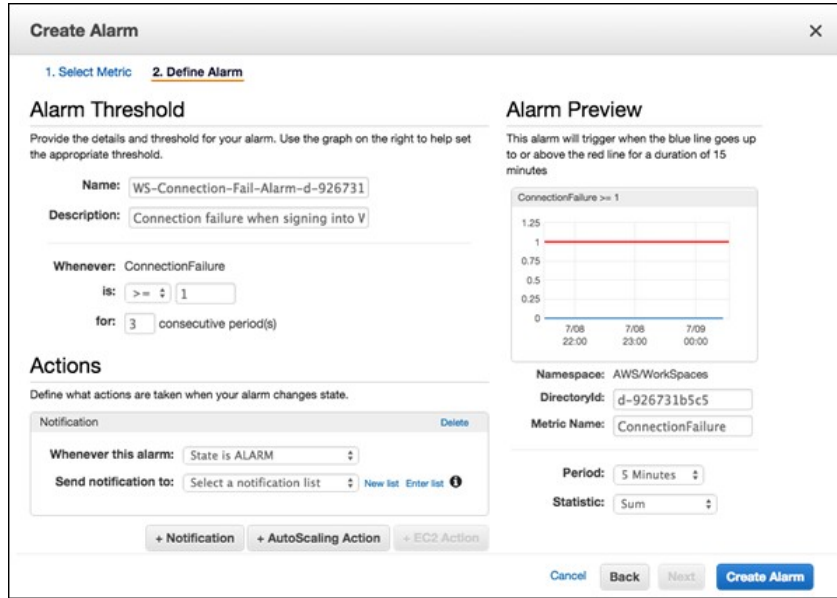 Create Alarm
×
1. Select Metric 2. Define Alarm
Alarm Threshold
Provide the details and threshold for your alarm. Use the graph on the right to help set
the appropriate threshold.
Name: WS-Connection-Fail-Alarm-d-926731
Description: Connection failure when signing into W
Whenever: ConnectionFailure
is: >= 1
for: 3 consecutive period(s)
Actions
Define what actions are taken when your alarm changes state.
Notification Delete
Whenever this alarm: State is ALARM
Send notification to: Select a notification list New list Enter list i
+ Notification + AutoScaling Action + EC2 Action
Alarm Preview
This alarm will trigger when the blue line goes up
to or above the red line for a duration of 15
minutes
ConnectionFailure >= 1
1.25
1
0.75
0.5
0.25
0
7/08 7/08 7/09
22:00 23:00 00:00
Namespace: AWS/WorkSpaces
DirectoryId: d-926731b5c5
Metric Name: ConnectionFailure
Period: 5 Minutes
Statistic: Sum
Cancel Back Next Create Alarm